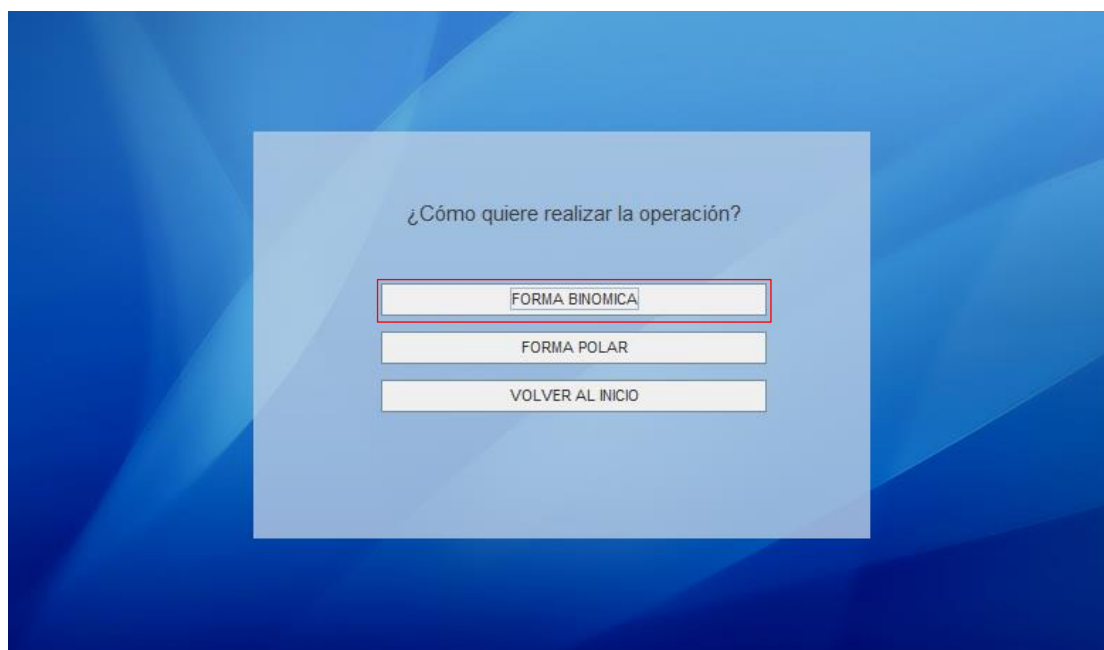 ¿Cómo quiere realizar la operación?
FORMA BINOMICA
FORMA POLAR
VOLVER AL INICIO